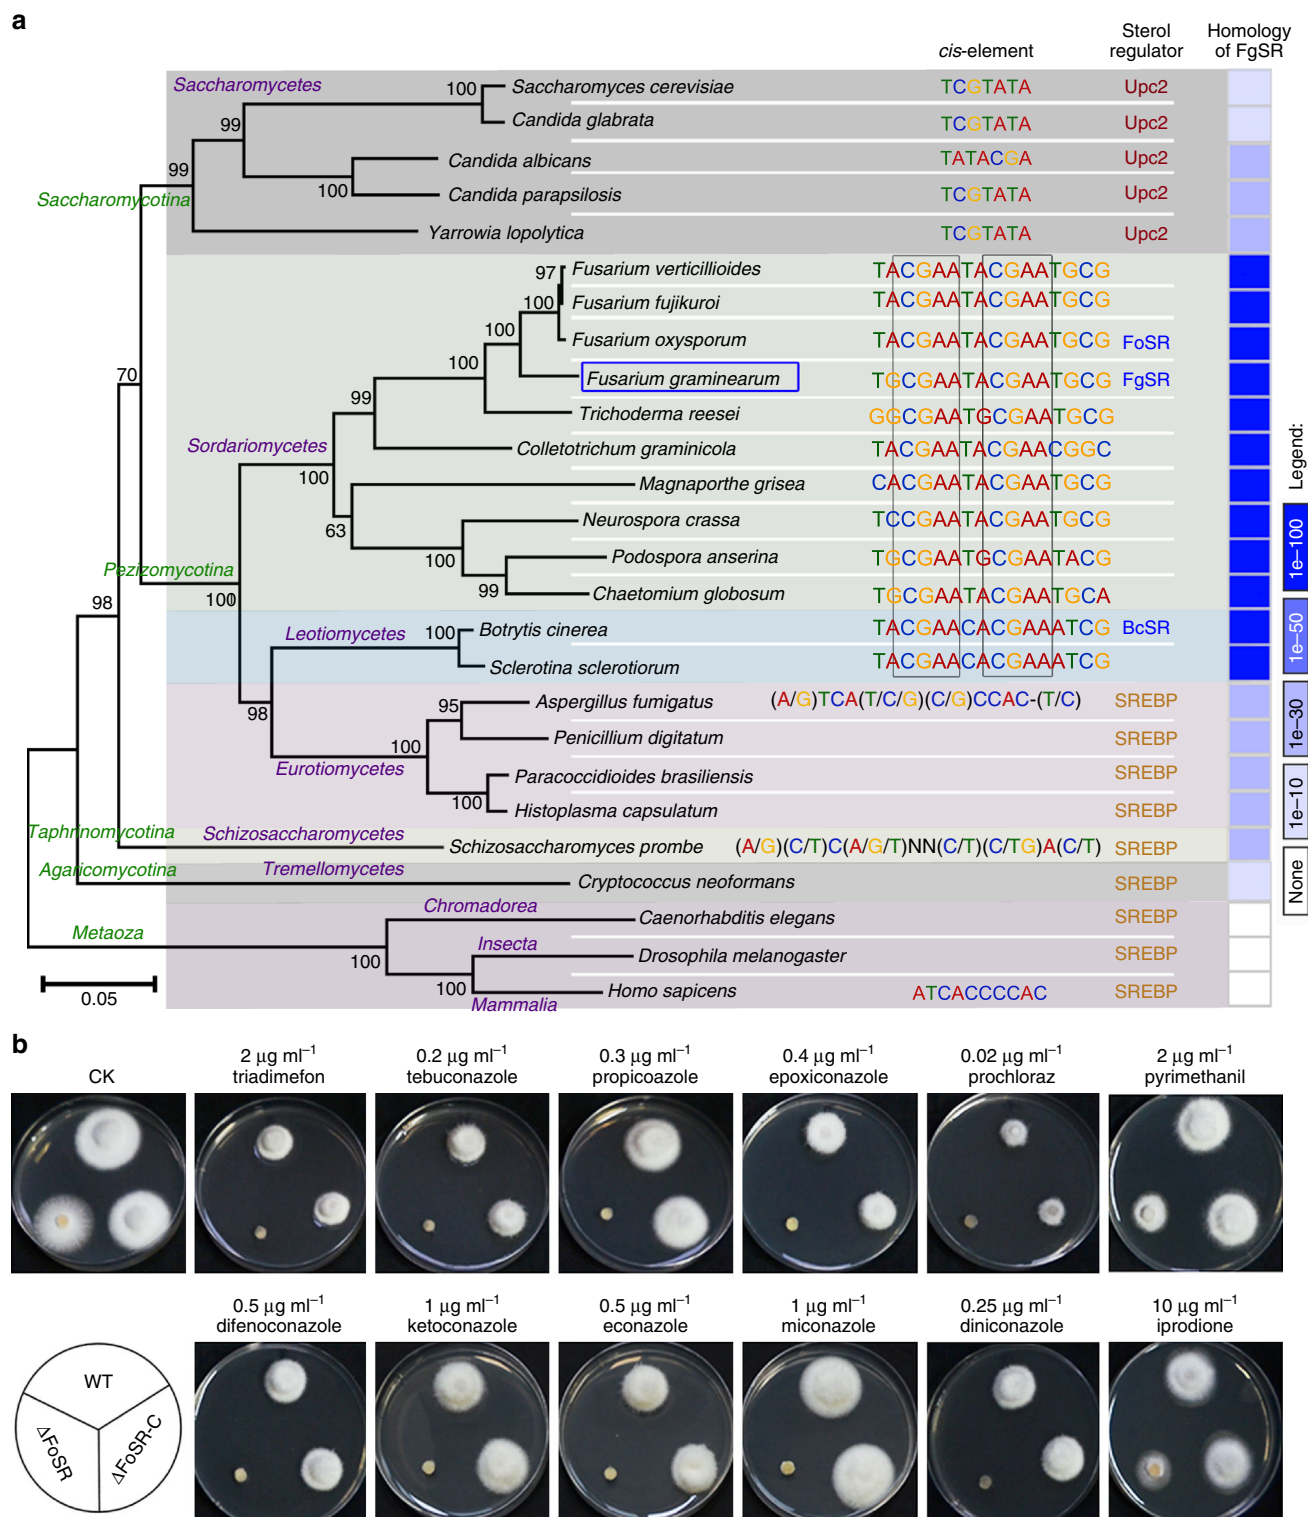 a
cis-element
Sterol regulator
Homology of FgSR
Saccharomycetes
Saccharomycotina
100
99
99
100
Saccharomyces cerevisiae TCGTATA Upc2
Candida glabrata TCGTATA Upc2
Candida albicans TATACGA Upc2
Candida parapsilosis TCGTATA Upc2
Yarrowia lopolytica TCGTATA Upc2
Fusarium verticillioides TACGAATACGAATGCG
Fusarium fujikuroi TACGAATACGAATGCG
Fusarium oxysporum TACGAATACGAATGCG FoSR
Fusarium graminearum TGCGAATACGAATGCG FgSR
Trichoderma reesei GGCGAATGCGAATGCG
Colletotrichum graminicola TACGAATACGAACGGC
Magnaporthe grisea CACGAATACGAATGCG
Neurospora crassa TCCGAATACGAATGCG
Podospora anserina TGCGAATGCGAATACG
Chaetomium globosum TGCGAATACGAATGCA
97
100
100
100
99
70
Sordariomycetes
100
63
100
99
Pezizomycotina
100
98
Leotiomycetes
100
Botrytis cinerea TACGAACACGAAATCG BcSR
Sclerotina sclerotiorum TACGAACACGAAATCG
98
95
100
100
Eurotiomycetes
Aspergillus fumigatus (A/G)TCA(T/C/G)(C/G)CCAC-(T/C) SREBP
Penicillium digitatum SREBP
Paracoccidioides brasiliensis SREBP
Histoplasma capsulatum SREBP
Taphrinomycotina
Schizosaccharomycetes
Schizosaccharomyces prombe (A/G)(C/T)C(A/G/T)NN(C/T)(C/TG)A(C/T) SREBP
Agaricomycotina
Tremellomycetes
Cryptococcus neoformans SREBP
Metaoza
Chromadorea
Caenorhabditis elegans SREBP
Insecta
Drosophila melanogaster SREBP
100
100
Mammalia
Homo sapicens ATCACCCCAC SREBP
0.05
Legend:
1e–100
1e–50
1e–30
1e–10
None
b
CK
2 µg ml−1
triadimefon
0.2 µg ml−1
tebuconazole
0.3 µg ml−1
propicoazole
0.4 µg ml−1
epoxiconazole
0.02 µg ml−1
prochloraz
2 µg ml−1
pyrimethanil
0.5 µg ml−1
difenoconazole
1 µg ml−1
ketoconazole
0.5 µg ml−1
econazole
1 µg ml−1
miconazole
0.25 µg ml−1
diniconazole
10 µg ml−1
iprodione
WT
ΔFoSR
ΔFoSR-C